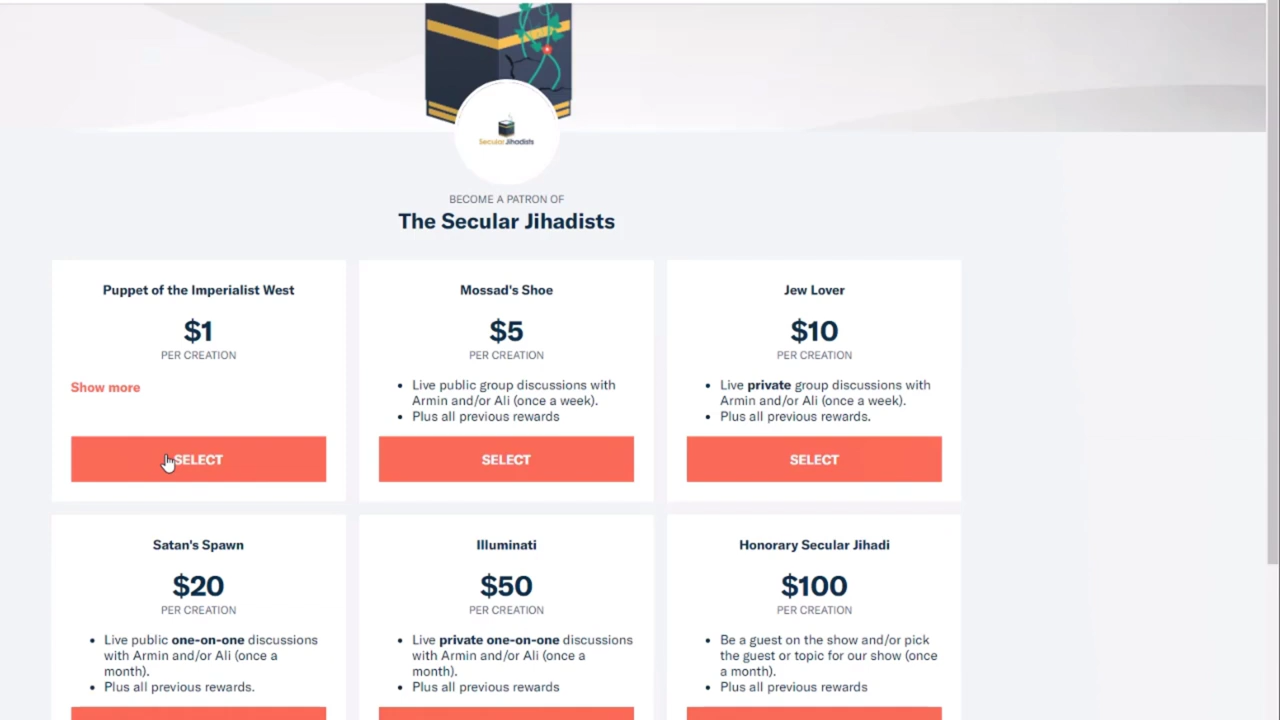 Secular Jihadists
BECOME A PATRON OF
The Secular Jihadists
Puppet of the Imperialist West
$1
PER CREATION
Show more
SELECT
Mossad's Shoe
$5
PER CREATION
• Live public group discussions with
Armin and/or Ali (once a week).
• Plus all previous rewards
SELECT
Jew Lover
$10
PER CREATION
• Live private group discussions with
Armin and/or Ali (once a week).
• Plus all previous rewards.
SELECT
Satan's Spawn
$20
PER CREATION
• Live public one-on-one discussions
with Armin and/or Ali (once a
month).
• Plus all previous rewards.
Illuminati
$50
PER CREATION
• Live private one-on-one discussions
with Armin and/or Ali (once a
month).
• Plus all previous rewards
Honorary Secular Jihadi
$100
PER CREATION
• Be a guest on the show and/or pick
the guest or topic for our show (once
a month).
• Plus all previous rewards